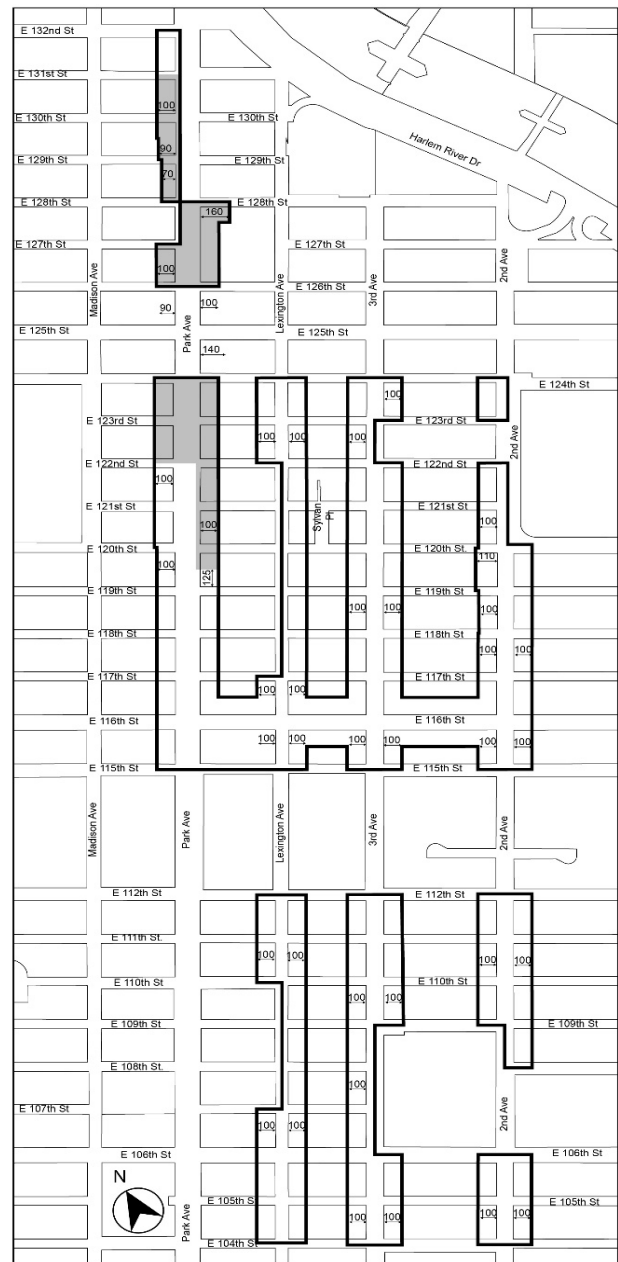 E 132nd St
E 131st St
100
E 130th St
E 130th St
90
E 129th St
E 129th St
Harlem River Dr
70
E 128th St
E 128th St
160
E 127th St
E 127th St
2nd Ave
100
Madison Ave
Lexington Ave
3rd Ave
E 126th St
90
100
Park Ave
E 125th St
E 125th St
140
E 124th St
100
E 123rd St
E 123rd St
100
100
100
2nd Ave
E 122nd St
E 122nd St
100
E 121st St
Sylvan Pl
E 121st St
100
100
E 120th St
E 120th St.
100
110
125
E 119th St
E 119th St
100
100
100
E 118th St
E 118th St
100
100
E 117th St
E 117th St
100
100
E 116th St
E 116th St
100
100
100
100
100
100
E 115th St
E 115th St
Madison Ave
Park Ave
Lexington Ave
3rd Ave
2nd Ave
E 112th St
E 112th St
E 111th St.
100
100
100
100
E 110th St
E 110th St
100
100
E 109th St
E 109th St
E 108th St.
100
E 107th St
2nd Ave
100
100
E 106th St
E 106th St
N
E 105th St
E 105th St
Park Ave
100
100
100
100
E 104th St